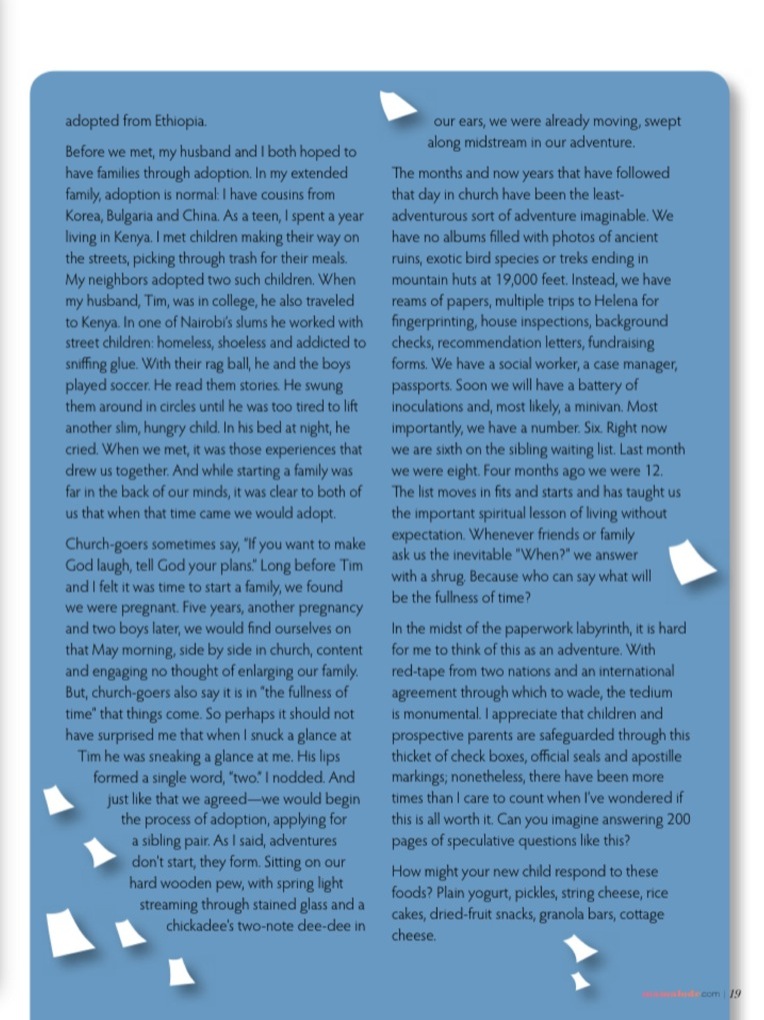 adopted from Ethiopia.
Before we met, my husband and I both hoped to
have families through adoption. In my extended
family, adoption is normal: I have cousins from
Korea, Bulgaria and China. As a teen, I spent a year
living in Kenya. I met children making their way on
the streets, picking through trash for their meals.
My neighbors adopted two such children. When
my husband, Tim, was in college, he also traveled
to Kenya. In one of Nairobi's slums he worked with
street children: homeless, shoeless and addicted to
sniffing glue. With their rag ball, he and the boys
played soccer. He read them stories. He swung
them around in circles until he was too tired to lift
another slim, hungry child. In his bed at night, he
cried. When we met, it was those experiences that
drew us together. And while starting a family was
far in the back of our minds, it was clear to both of
us that when that time came we would adopt.
Church-goers sometimes say, "If you want to make
God laugh, tell God your plans." Long before Tim
and I felt it was time to start a family, we found
we were pregnant. Five years, another pregnancy
and two boys later, we would find ourselves on
that May morning, side by side in church, content
and engaging no thought of enlarging our family.
But, church-goers also say it is in "the fullness of
time" that things come. So perhaps it should not
have surprised me that when I snuck a glance at
Tim he was sneaking a glance at me. His lips
formed a single word, "two." I nodded. And
just like that we agreed—we would begin
the process of adoption, applying for
a sibling pair. As I said, adventures
don't start, they form. Sitting on our
hard wooden pew, with spring light
streaming through stained glass and a
chickadee's two-note dee-dee in
our ears, we were already moving, swept
along midstream in our adventure.
The months and now years that have followed
that day in church have been the least-
adventurous sort of adventure imaginable. We
have no albums filled with photos of ancient
ruins, exotic bird species or treks ending in
mountain huts at 19,000 feet. Instead, we have
reams of papers, multiple trips to Helena for
fingerprinting, house inspections, background
checks, recommendation letters, fundraising
forms. We have a social worker, a case manager,
passports. Soon we will have a battery of
inoculations and, most likely, a minivan. Most
importantly, we have a number. Six. Right now
we are sixth on the sibling waiting list. Last month
we were eight. Four months ago we were 12.
The list moves in fits and starts and has taught us
the important spiritual lesson of living without
expectation. Whenever friends or family
ask us the inevitable "When?" we answer
with a shrug. Because who can say what will
be the fullness of time?
In the midst of the paperwork labyrinth, it is hard
for me to think of this as an adventure. With
red-tape from two nations and an international
agreement through which to wade, the tedium
is monumental. I appreciate that children and
prospective parents are safeguarded through this
thicket of check boxes, official seals and apostille
markings; nonetheless, there have been more
times than I care to count when I've wondered if
this is all worth it. Can you imagine answering 200
pages of speculative questions like this?
How might your new child respond to these
foods? Plain yogurt, pickles, string cheese, rice
cakes, dried-fruit snacks, granola bars, cottage
cheese.
.com | 19